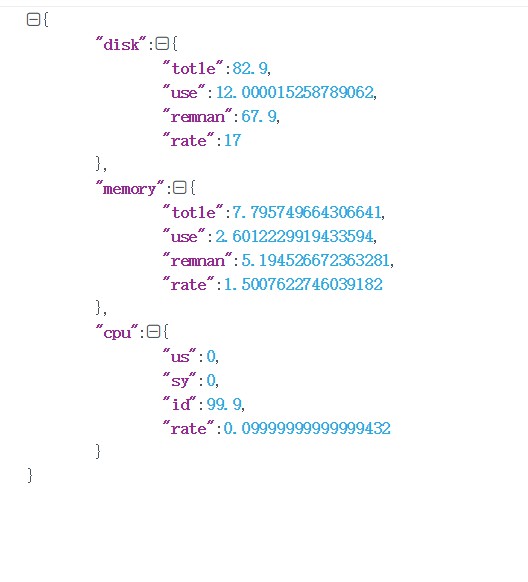 {
"disk":{
"totle":82.9,
"use":12.000015258789062,
"remnan":67.9,
"rate":17
},
"memory":{
"totle":7.795749664306641,
"use":2.6012229919433594,
"remnan":5.194526672363281,
"rate":1.5007622746039182
},
"cpu":{
"us":0,
"sy":0,
"id":99.9,
"rate":0.09999999999999432
}
}